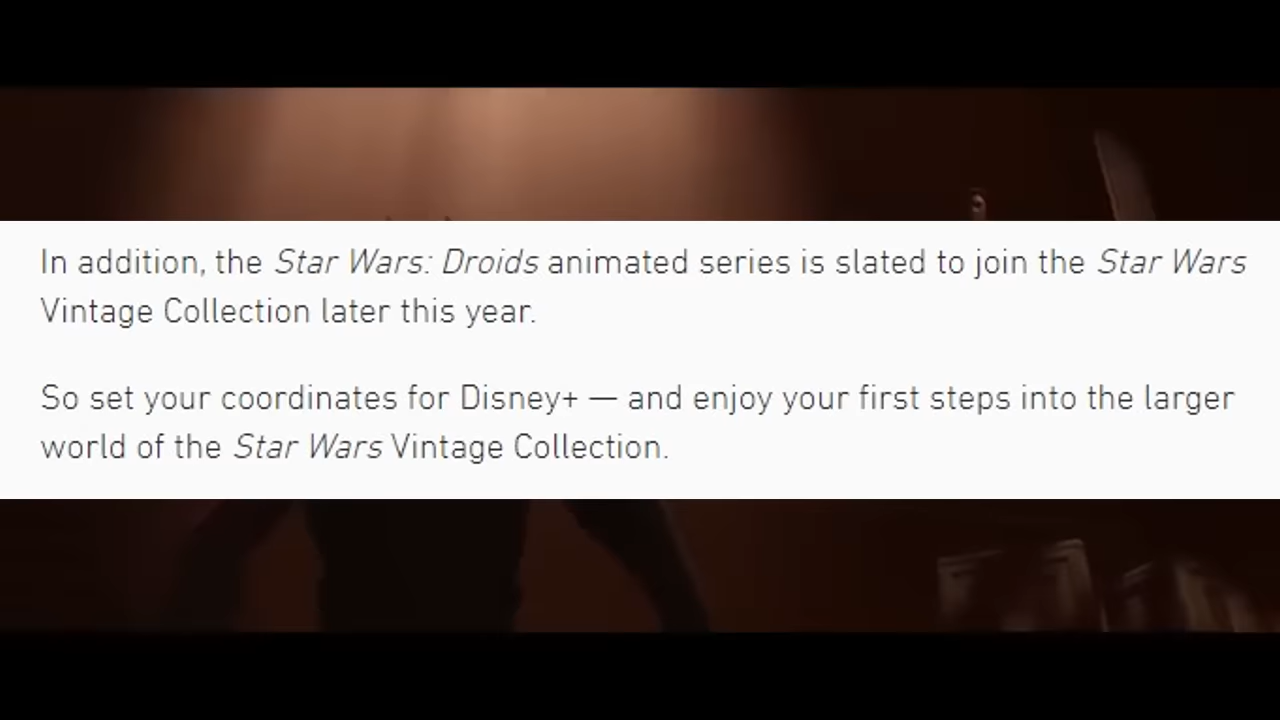 In addition, the Star Wars: Droids animated series is slated to join the Star Wars
Vintage Collection later this year.
So set your coordinates for Disney+ — and enjoy your first steps into the larger
world of the Star Wars Vintage Collection.